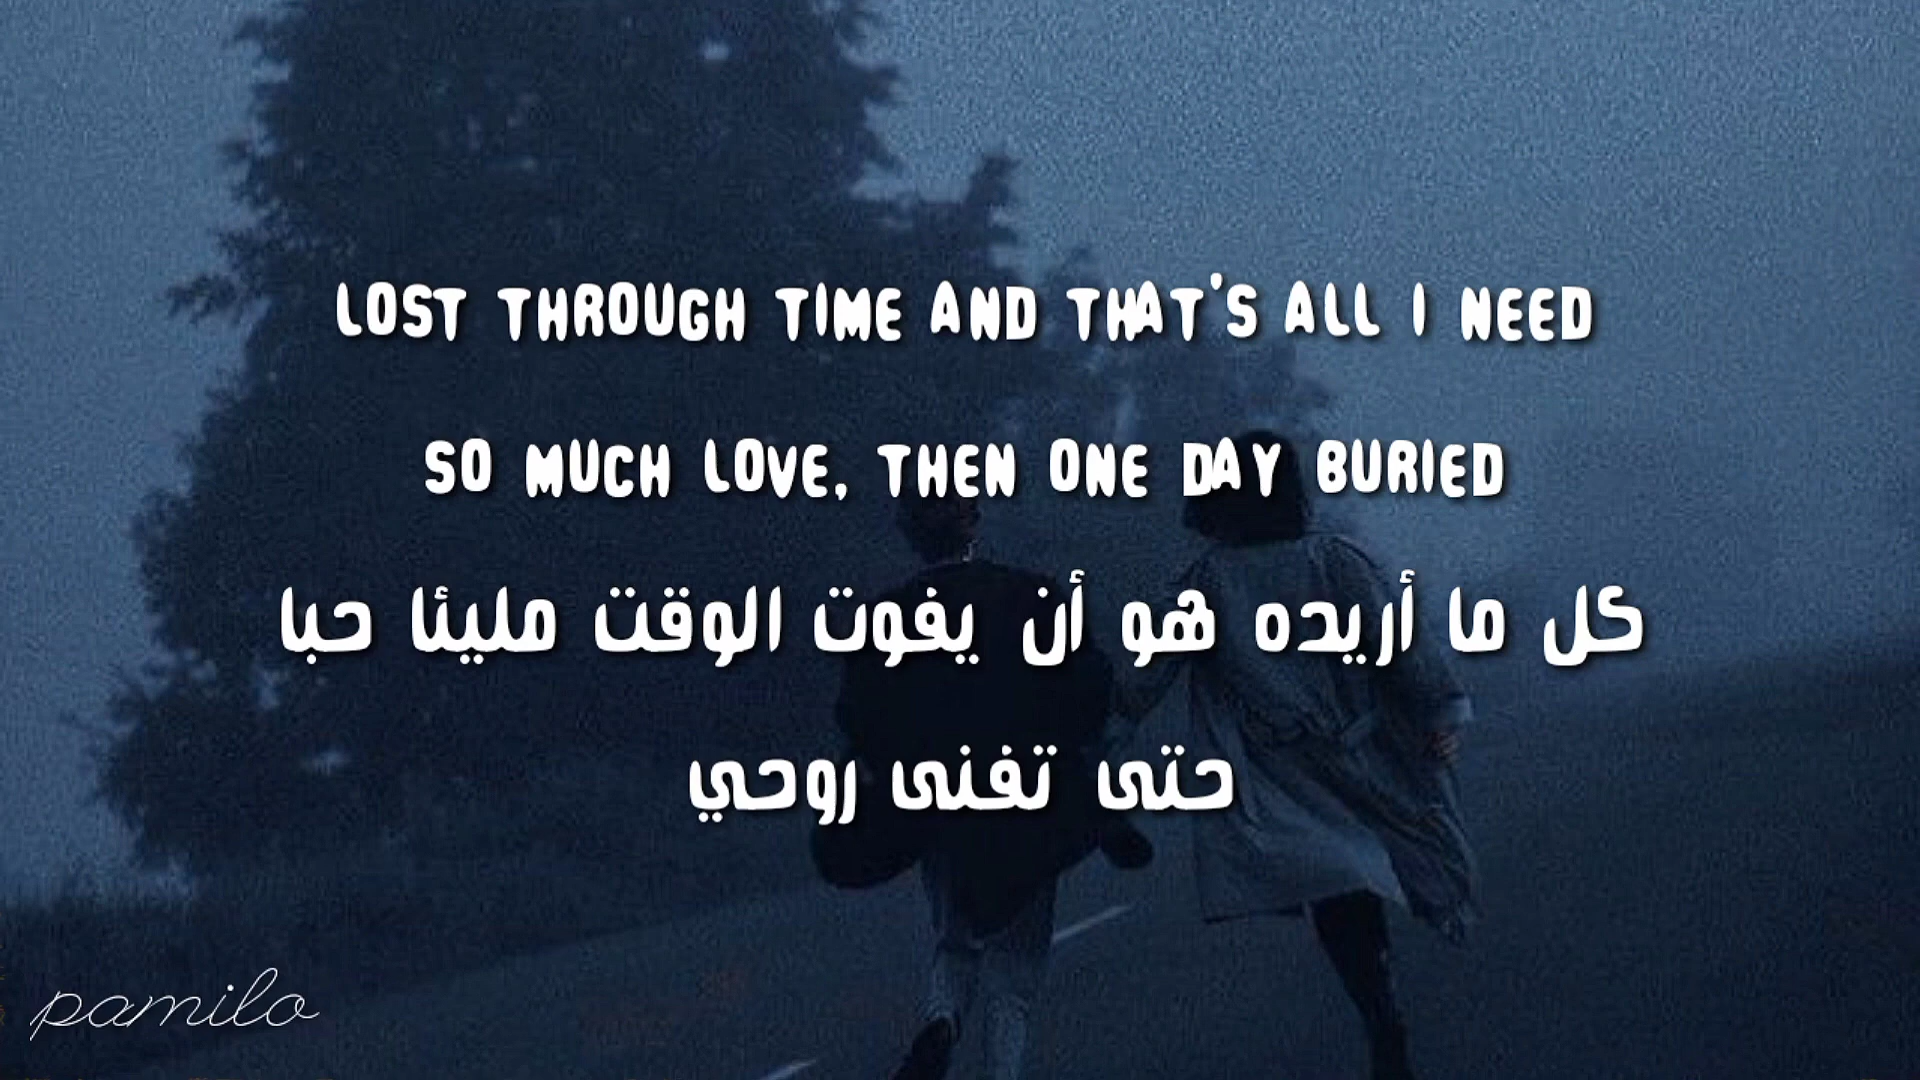 LOST THROUGH TIME AND THAT'S ALL I NEED
SO MUCH LOVE, THEN ONE DAY BURIED
كل ما أريده هو أن يفوت الوقت مليئا حبا
حتى تفنى روحي
pamilo